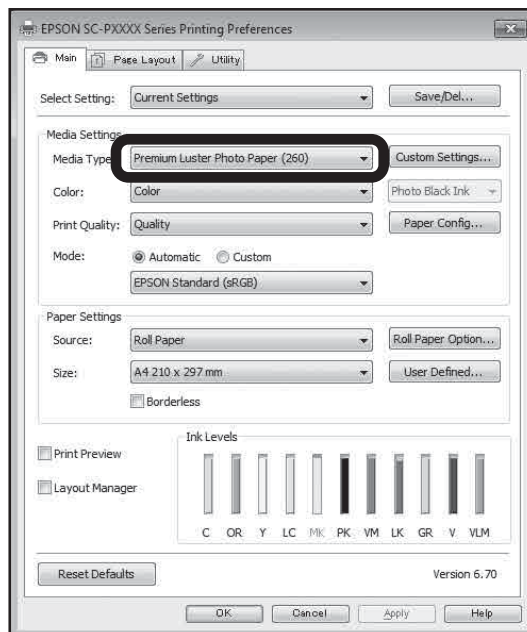 EPSON SC-PXXXX Series Printing Preferences
Main Page Layout Utility
Select Setting: Current Settings Save/Del...
Media Settings
Media Type: Premium Luster Photo Paper (260) Custom Settings...
Color: Color Photo Black Ink
Print Quality: Quality Paper Config...
Mode: Automatic Custom
EPSON Standard (sRGB)
Paper Settings
Source: Roll Paper Roll Paper Option...
Size: A4 210 x 297 mm User Defined...
Borderless
Ink Levels
Print Preview
Layout Manager
C OR Y LC MK PK VM LK GR V VLM
Reset Defaults Version 6.70
OK Cancel Apply Help